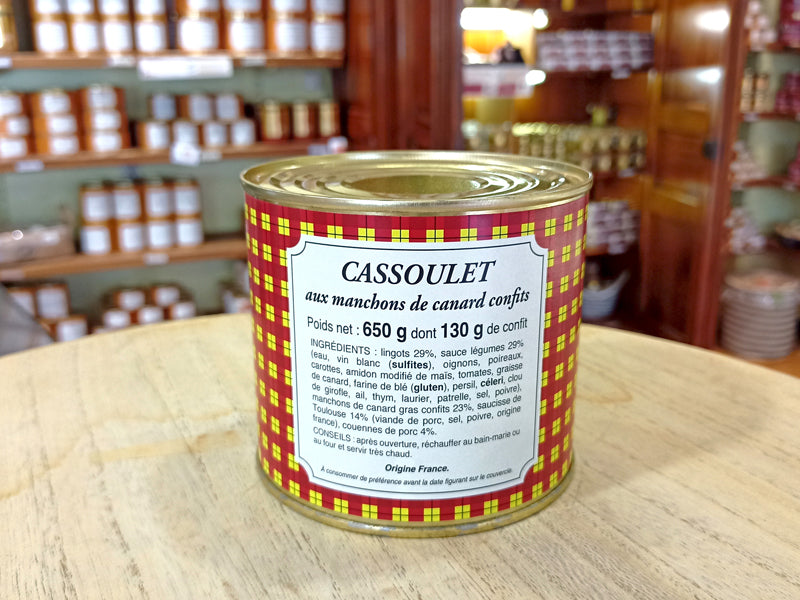 CASSOULET
aux manchons de canard confits
Poids net : 650 g dont 130 g de confit
INGRÉDIENTS : lingots 29%, sauce légumes 29%
(eau, vin blanc (sulfites), oignons, poireaux,
carottes, amidon modifié de maïs, tomates, graisse
de canard, farine de blé (gluten), persil, céleri, clou
de girofle, ail, thym, laurier, patrelle, sel, poivre),
manchons de canard gras confits 23%, saucisse de
Toulouse 14% (viande de porc, sel, poivre, origine
france), couennes de porc 4%.
CONSEILS : après ouverture, réchauffer au bain-marie ou
au four et servir très chaud.
Origine France.
À consommer de préférence avant la date figurant sur le couvercle.